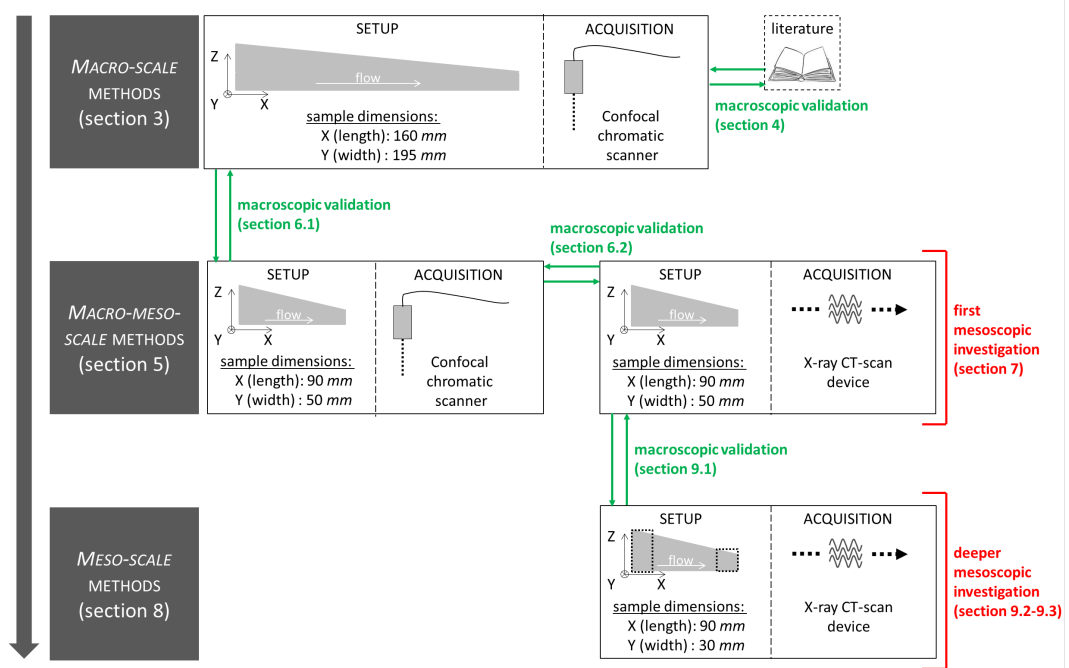 MACRO-SCALE
METHODS
(section 3)
SETUP
Z
flow
Y
X
sample dimensions:
X (length): 160 mm
Y (width) : 195 mm
ACQUISITION
Confocal
chromatic
scanner
literature
macroscopic validation
(section 4)
macroscopic validation
(section 6.1)
macroscopic validation
(section 6.2)
MACRO-MESO-
SCALE METHODS
(section 5)
SETUP
Z
flow
Y
X
sample dimensions:
X (length): 90 mm
Y (width) : 50 mm
ACQUISITION
Confocal
chromatic
scanner
SETUP
Z
flow
Y
X
sample dimensions:
X (length): 90 mm
Y (width) : 50 mm
ACQUISITION
X-ray CT-scan
device
first
mesoscopic
investigation
(section 7)
macroscopic validation
(section 9.1)
MESO-SCALE
METHODS
(section 8)
SETUP
Z
flow
Y
X
sample dimensions:
X (length): 90 mm
Y (width) : 30 mm
ACQUISITION
X-ray CT-scan
device
deeper
mesoscopic
investigation
(section 9.2-9.3)